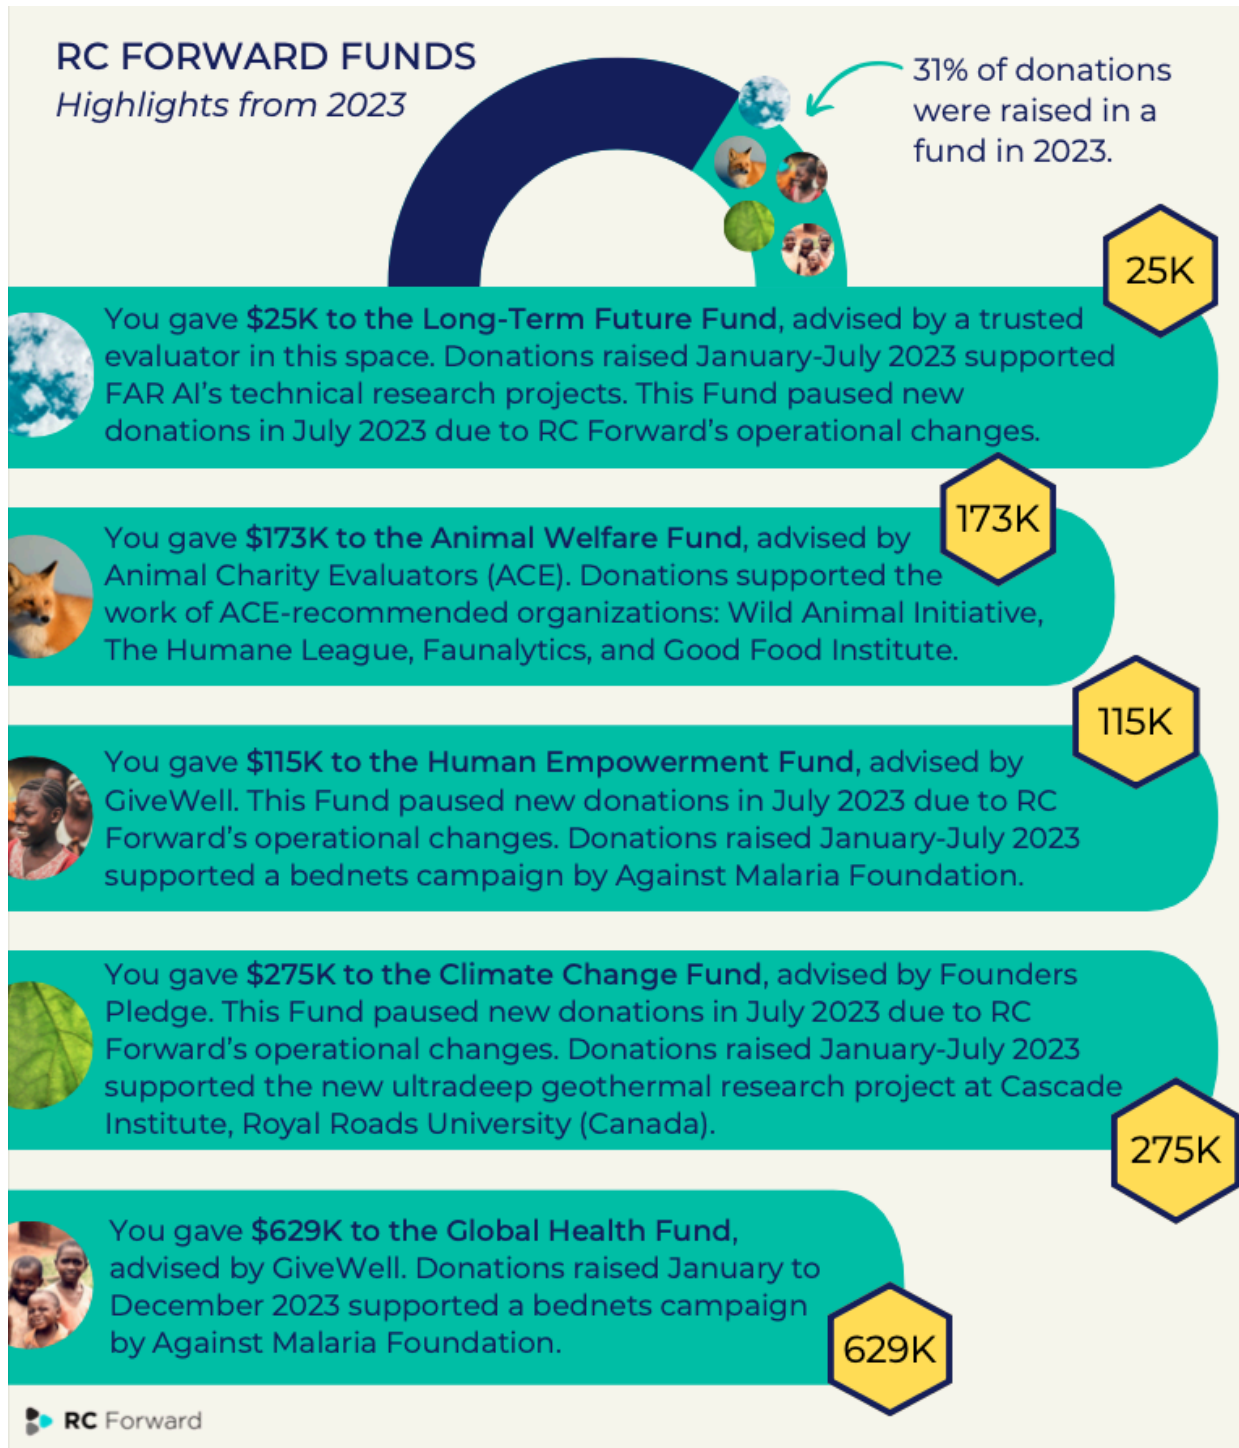 RC FORWARD FUNDS
Highlights from 2023
31% of donations
were raised in a
fund in 2023.
25K
You gave $25K to the Long-Term Future Fund, advised by a trusted
evaluator in this space. Donations raised January-July 2023 supported
FAR AI's technical research projects. This Fund paused new
donations in July 2023 due to RC Forward's operational changes.
173K
You gave $173K to the Animal Welfare Fund, advised by
Animal Charity Evaluators (ACE). Donations supported the
work of ACE-recommended organizations: Wild Animal Initiative,
The Humane League, Faunalytics, and Good Food Institute.
115K
You gave $115K to the Human Empowerment Fund, advised by
GiveWell. This Fund paused new donations in July 2023 due to RC
Forward's operational changes. Donations raised January-July 2023
supported a bednets campaign by Against Malaria Foundation.
You gave $275K to the Climate Change Fund, advised by Founders
Pledge. This Fund paused new donations in July 2023 due to RC
Forward's operational changes. Donations raised January-July 2023
supported the new ultradeep geothermal research project at Cascade
Institute, Royal Roads University (Canada).
275K
You gave $629K to the Global Health Fund,
advised by GiveWell. Donations raised January to
December 2023 supported a bednets campaign
by Against Malaria Foundation.
629K
RC Forward